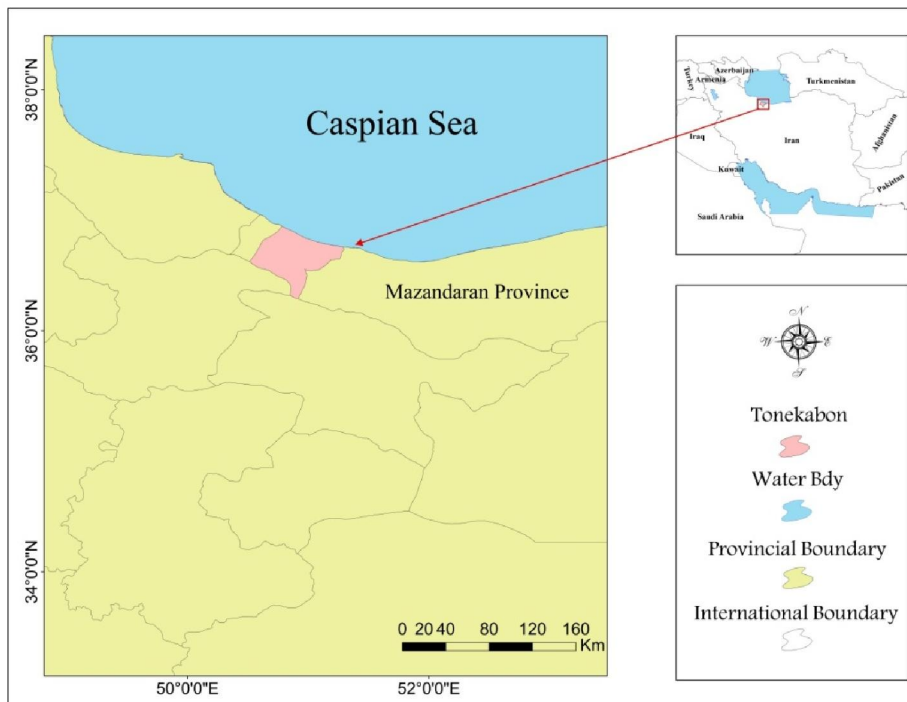 38°0'0"N
36°0'0"N
34°0'0"N
50°0'0"E
52°0'0"E
Caspian Sea
Mazandaran Province
0 20 40 80 120 160
Km
Turkey
Armenia
Azerbaijan
Turkmenistan
Iraq
Iran
Afghanistan
Kuwait
Pakistan
Saudi Arabia
N
W E
S
Tonekabon
Water Bdy
Provincial Boundary
International Boundary